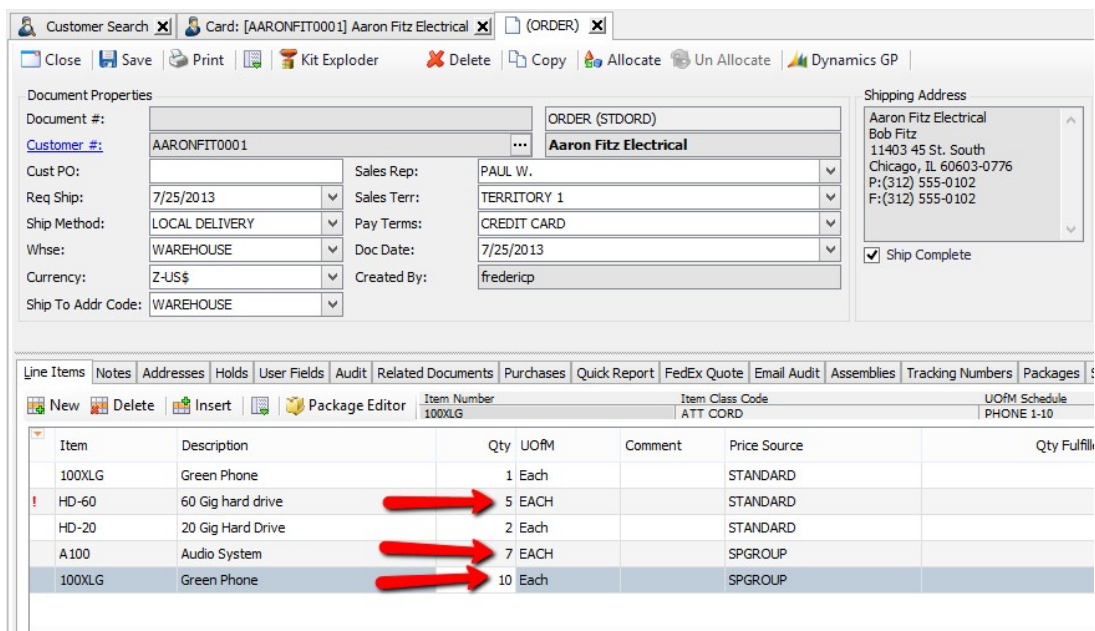 Customer Search Card: [AARONFIT0001] Aaron Fitz Electrical (ORDER)
Close Save Print Kit Exploder Delete Copy Allocate Un Allocate Dynamics GP
Document Properties Shipping Address
Document #: ORDER (STDORD)
Customer #: AARONFIT0001 ... Aaron Fitz Electrical
Cust PO: Sales Rep: PAUL W.
Req Ship: 7/25/2013 Sales Terr: TERRITORY 1
Ship Method: LOCAL DELIVERY Pay Terms: CREDIT CARD
Whse: WAREHOUSE Doc Date: 7/25/2013
Currency: Z-US$ Created By: fredericp
Ship To Addr Code: WAREHOUSE
Aaron Fitz Electrical
Bob Fitz
11403 45 St. South
Chicago, IL 60603-0776
P:(312) 555-0102
F:(312) 555-0102
Ship Complete
Line Items Notes Addresses Holds User Fields Audit Related Documents Purchases Quick Report FedEx Quote Email Audit Assemblies Tracking Numbers Packages S
New Delete Insert Package Editor
Item Number Item Class Code UOfM Schedule
100XLG ATT CORD PHONE 1-10
Item Description Qty UOfM Comment Price Source Qty Fulfille
100XLG Green Phone 1 Each STANDARD
! HD-60 60 Gig hard drive 5 EACH STANDARD
HD-20 20 Gig Hard Drive 2 Each STANDARD
A100 Audio System 7 EACH SPGROUP
100XLG Green Phone 10 Each SPGROUP